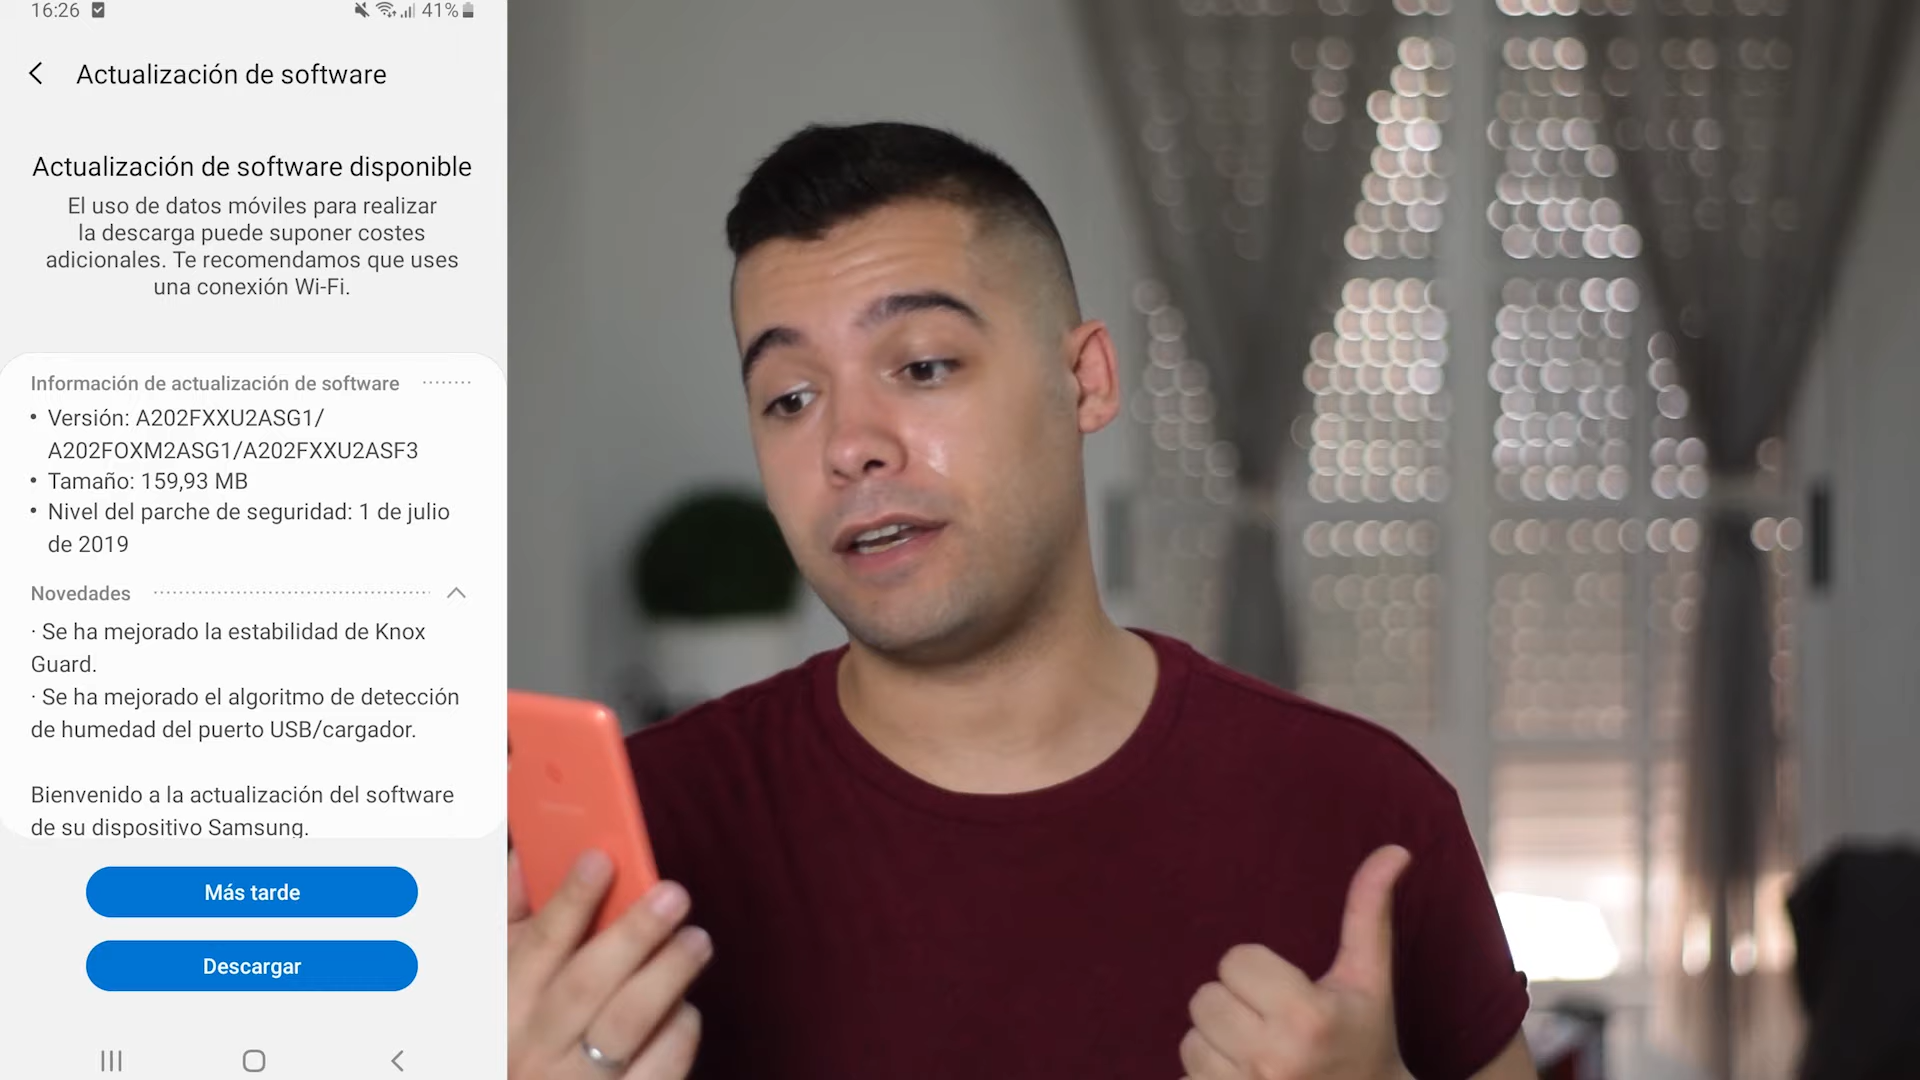 16:26 41%
Actualización de software
Actualización de software disponible
El uso de datos móviles para realizar
la descarga puede suponer costes
adicionales. Te recomendamos que uses
una conexión Wi-Fi.
Información de actualización de software
• Versión: A202FXXU2ASG1/
A202FOXM2ASG1/A202FXXU2ASF3
• Tamaño: 159,93 MB
• Nivel del parche de seguridad: 1 de julio
de 2019
Novedades
· Se ha mejorado la estabilidad de Knox
Guard.
· Se ha mejorado el algoritmo de detección
de humedad del puerto USB/cargador.
Bienvenido a la actualización del software
de su dispositivo Samsung.
Más tarde
Descargar